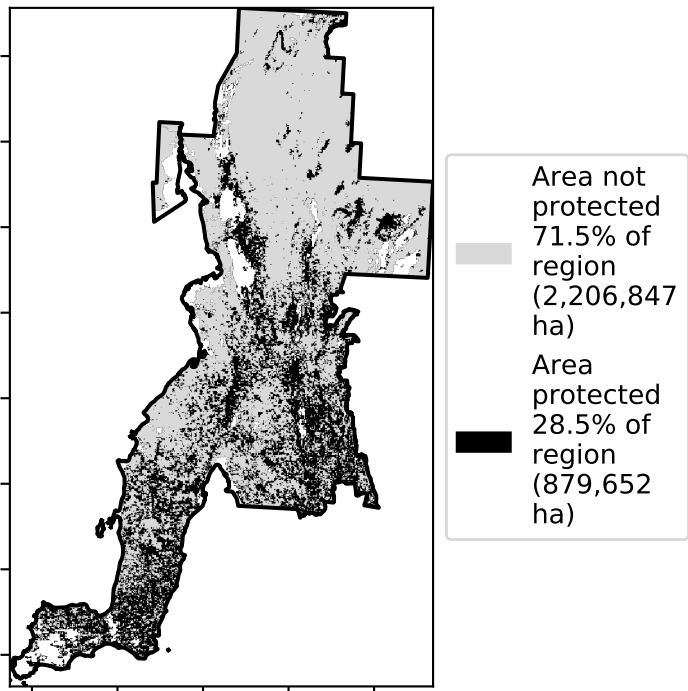 Area not
protected
71.5% of
region
(2,206,847
ha)
Area
protected
28.5% of
region
(879,652
ha)